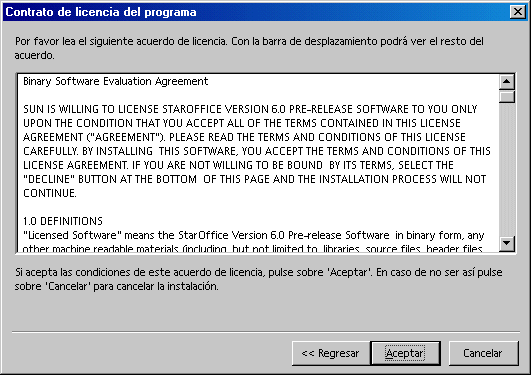 Contrato de licencia del programa
Por favor lea el siguiente acuerdo de licencia. Con la barra de desplazamiento podrá ver el resto del
acuerdo.
Binary Software Evaluation Agreement
SUN IS WILLING TO LICENSE STAROFFICE VERSION 6.0 PRE-RELEASE SOFTWARE TO YOU ONLY
UPON THE CONDITION THAT YOU ACCEPT ALL OF THE TERMS CONTAINED IN THIS LICENSE
AGREEMENT ("AGREEMENT"). PLEASE READ THE TERMS AND CONDITIONS OF THIS LICENSE
CAREFULLY. BY INSTALLING THIS SOFTWARE, YOU ACCEPT THE TERMS AND CONDITIONS OF THIS
LICENSE AGREEMENT. IF YOU ARE NOT WILLING TO BE BOUND BY ITS TERMS, SELECT THE
"DECLINE" BUTTON AT THE BOTTOM OF THIS PAGE AND THE INSTALLATION PROCESS WILL NOT
CONTINUE.
1.0 DEFINITIONS
"Licensed Software" means the StarOffice Version 6.0 Pre-release Software in binary form, any
other machine readable materials (including, but not limited to, libraries, source files, header files,
Si acepta las condiciones de este acuerdo de licencia, pulse sobre 'Aceptar'. En caso de no ser así pulse
sobre 'Cancelar' para cancelar la instalación.
<< Regresar Aceptar Cancelar